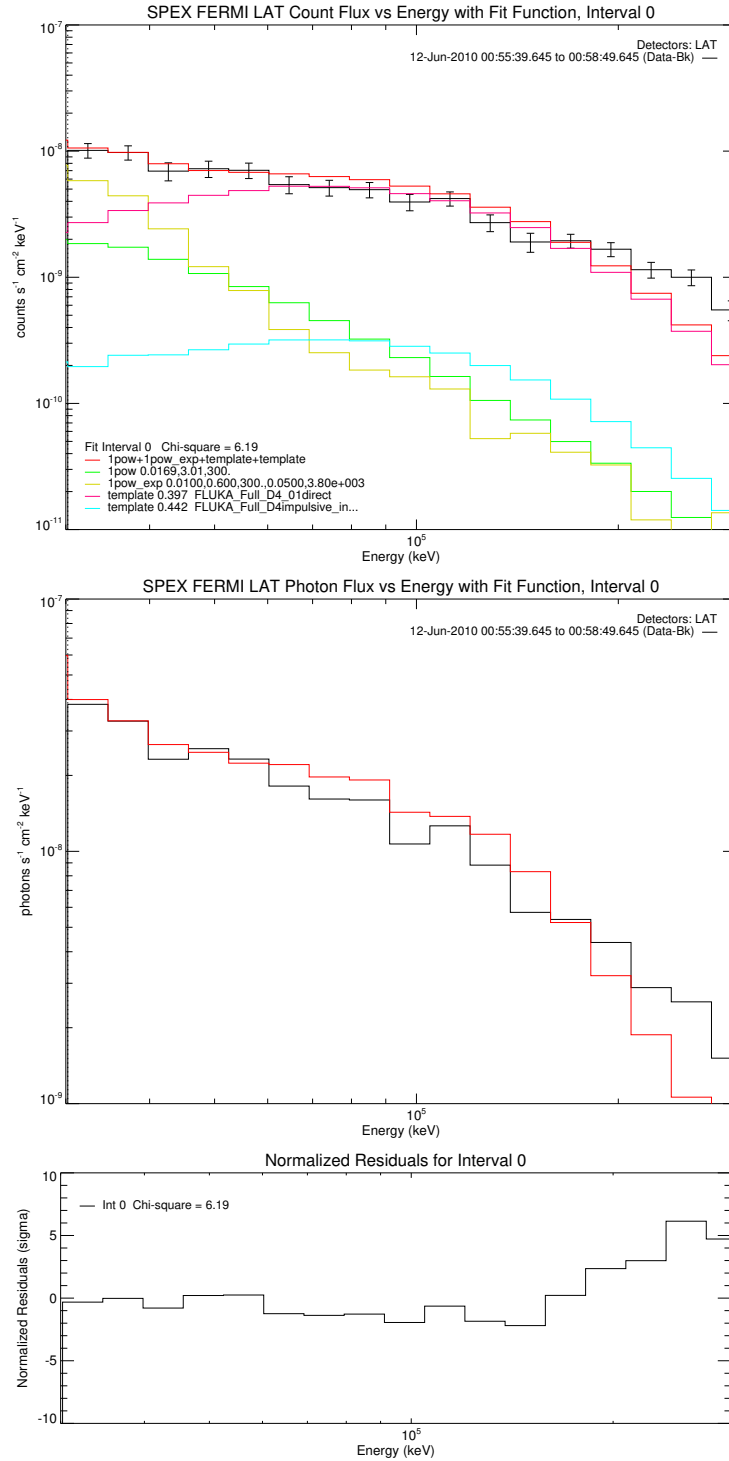 SPEX FERMI LAT Count Flux vs Energy with Fit Function, Interval 0
10⁻⁷
Detectors: LAT
12-Jun-2010 00:55:39.645 to 00:58:49.645 (Data-Bk)
10⁻⁸
counts s⁻¹ cm⁻² keV⁻¹
10⁻⁹
10⁻¹⁰
Fit Interval 0 Chi-square = 6.19
1pow+1pow_exp+template+template
1pow 0.0169,3.01,300.
1pow_exp 0.0100,0.600,300.,0.0500,3.80e+003
template 0.397 FLUKA_Full_D4_01direct
template 0.442 FLUKA_Full_D4impulsive_in...
10⁻¹¹
10⁵
Energy (keV)
SPEX FERMI LAT Photon Flux vs Energy with Fit Function, Interval 0
10⁻⁷
Detectors: LAT
12-Jun-2010 00:55:39.645 to 00:58:49.645 (Data-Bk)
10⁻⁸
photons s⁻¹ cm⁻² keV⁻¹
10⁻⁹
10⁵
Energy (keV)
Normalized Residuals for Interval 0
10
Int 0 Chi-square = 6.19
5
0
Normalized Residuals (sigma)
-5
-10
10⁵
Energy (keV)